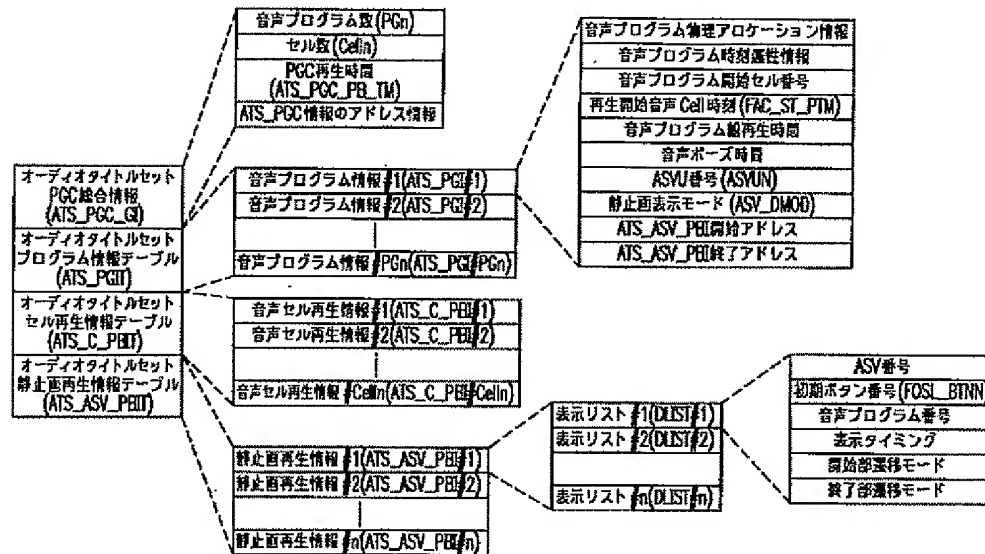 音声プログラム数(PGn)
セル数(Celln)
PGC再生時間
(ATS_PGC_PB_TM)
ATS_PGC情報のアドレス情報
音声プログラム物理アロケーション情報
音声プログラム時刻属性情報
音声プログラム開始セル番号
再生開始音声Cell時刻(FAC_ST_PTM)
音声プログラム総再生時間
音声ポーズ時間
ASVU番号(ASVUN)
静止画表示モード(ASV_DMOD)
ATS_ASV_PBI開始アドレス
ATS_ASV_PBI終了アドレス
オーディオタイトルセット
PGC総合情報
(ATS_PGC_GI)
オーディオタイトルセット
プログラム情報テーブル
(ATS_PGIT)
オーディオタイトルセット
セル再生情報テーブル
(ATS_C_PBIT)
オーディオタイトルセット
静止画再生情報テーブル
(ATS_ASV_PBIT)
音声プログラム情報#1(ATS_PGI#1)
音声プログラム情報#2(ATS_PGI#2)
音声プログラム情報#PGn(ATS_PGI#PGn)
音声セル再生情報#1(ATS_C_PBI#1)
音声セル再生情報#2(ATS_C_PBI#2)
音声セル再生情報#Celln(ATS_C_PBI#Celln)
静止画再生情報#1(ATS_ASV_PBI#1)
静止画再生情報#2(ATS_ASV_PBI#2)
静止画再生情報#n(ATS_ASV_PBI#n)
表示リスト#1(DLIST#1)
表示リスト#2(DLIST#2)
表示リスト#n(DLIST#n)
ASV番号
初期ボタン番号(FOSL_BTNN)
音声プログラム番号
表示タイミング
開始部遷移モード
終了部遷移モード